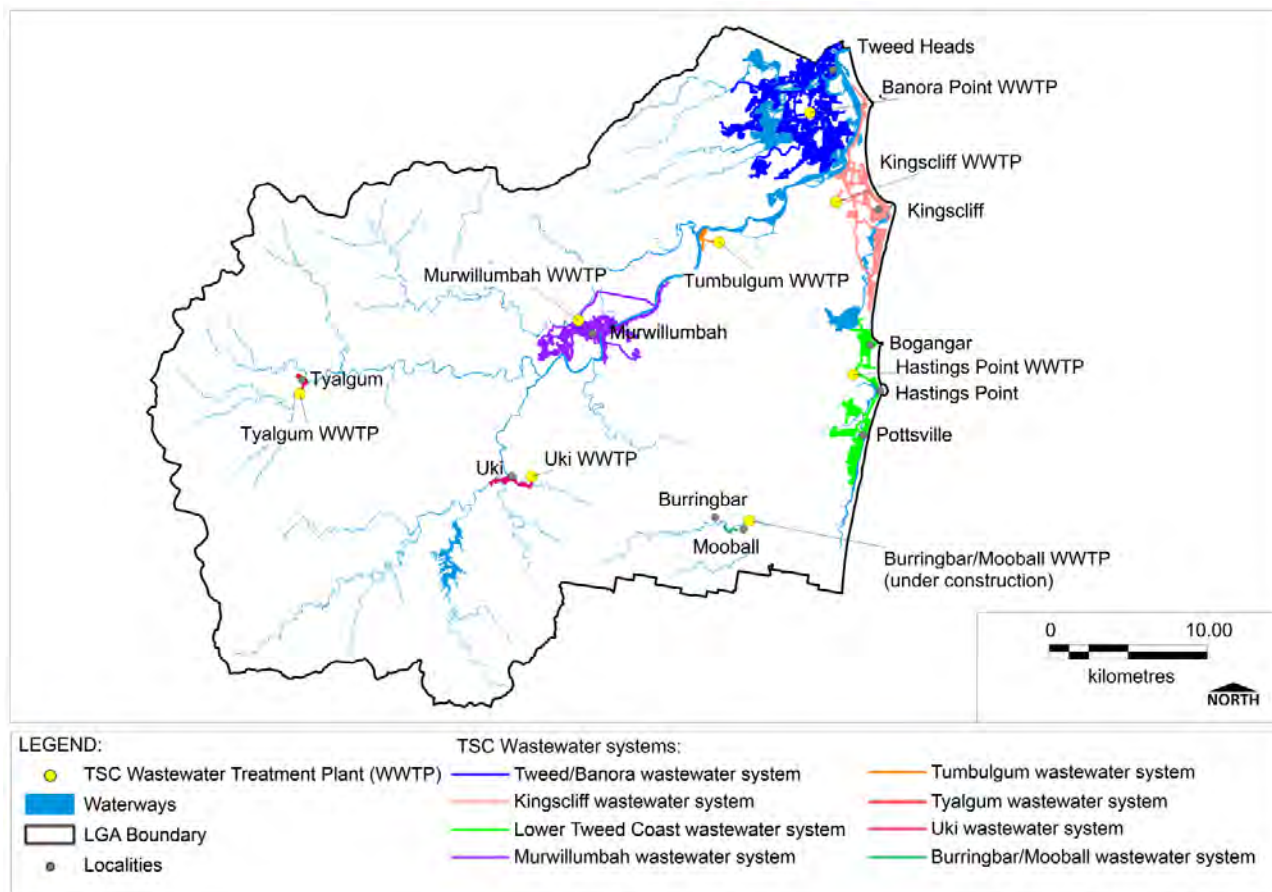 Tweed Heads
Banora Point WWTP
Kingscliff WWTP
Kingscliff
Tumbulgum WWTP
Murwillumbah WWTP
Murwillumbah
Bogangar
Hastings Point WWTP
Hastings Point
Tyalgum
Tyalgum WWTP
Pottsville
Uki
Uki WWTP
Burringbar
Mooball
Burringbar/Mooball WWTP
(under construction)
0 10.00
kilometres
NORTH
LEGEND:
TSC Wastewater Treatment Plant (WWTP)
Waterways
LGA Boundary
Localities
TSC Wastewater systems:
Tweed/Banora wastewater system
Kingscliff wastewater system
Lower Tweed Coast wastewater system
Murwillumbah wastewater system
Tumbulgum wastewater system
Tyalgum wastewater system
Uki wastewater system
Burringbar/Mooball wastewater system